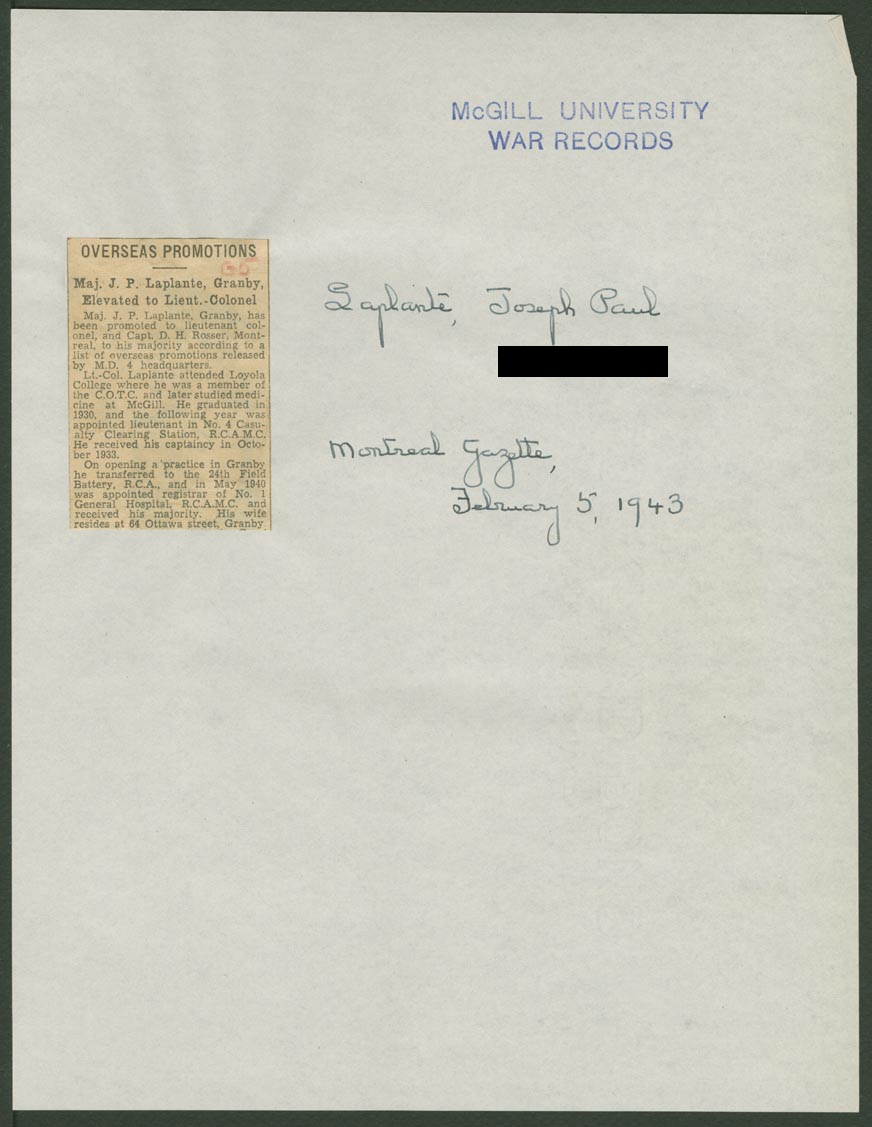 McGILL UNIVERSITY
WAR RECORDS
OVERSEAS PROMOTIONS
Maj. J. P. Laplante, Granby,
Elevated to Lieut.-Colonel
Maj. J. P. Laplante, Granby, has
been promoted to lieutenant col-
onel, and Capt. D. H. Rosser, Mont-
real, to his majority according to a
list of overseas promotions released
by M.D. 4 headquarters.
Lt.-Col. Laplante attended Loyola
College where he was a member of
the C.O.T.C. and later studied medi-
cine at McGill. He graduated in
1930, and the following year was
appointed lieutenant in No. 4 Casu-
alty Clearing Station, R.C.A.M.C.
He received his captaincy in Octo-
ber 1933.
On opening a practice in Granby
he transferred to the 24th Field
Battery, R.C.A., and in May 1940
was appointed registrar of No. 1
General Hospital, R.C.A.M.C. and
received his majority. His wife
resides at 64 Ottawa street, Granby
Laplante, Joseph Paul
Montreal Gazette,
February 5, 1943